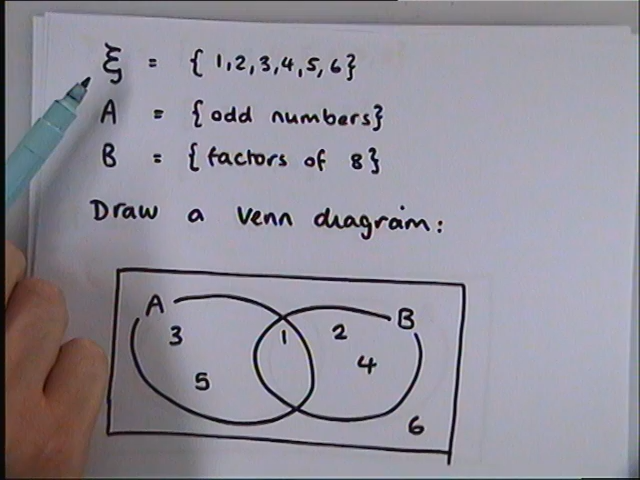 ξ = {1,2,3,4,5,6}
A = {odd numbers}
B = {factors of 8}
Draw a venn diagram:
A B
3 1 2
4
5
6